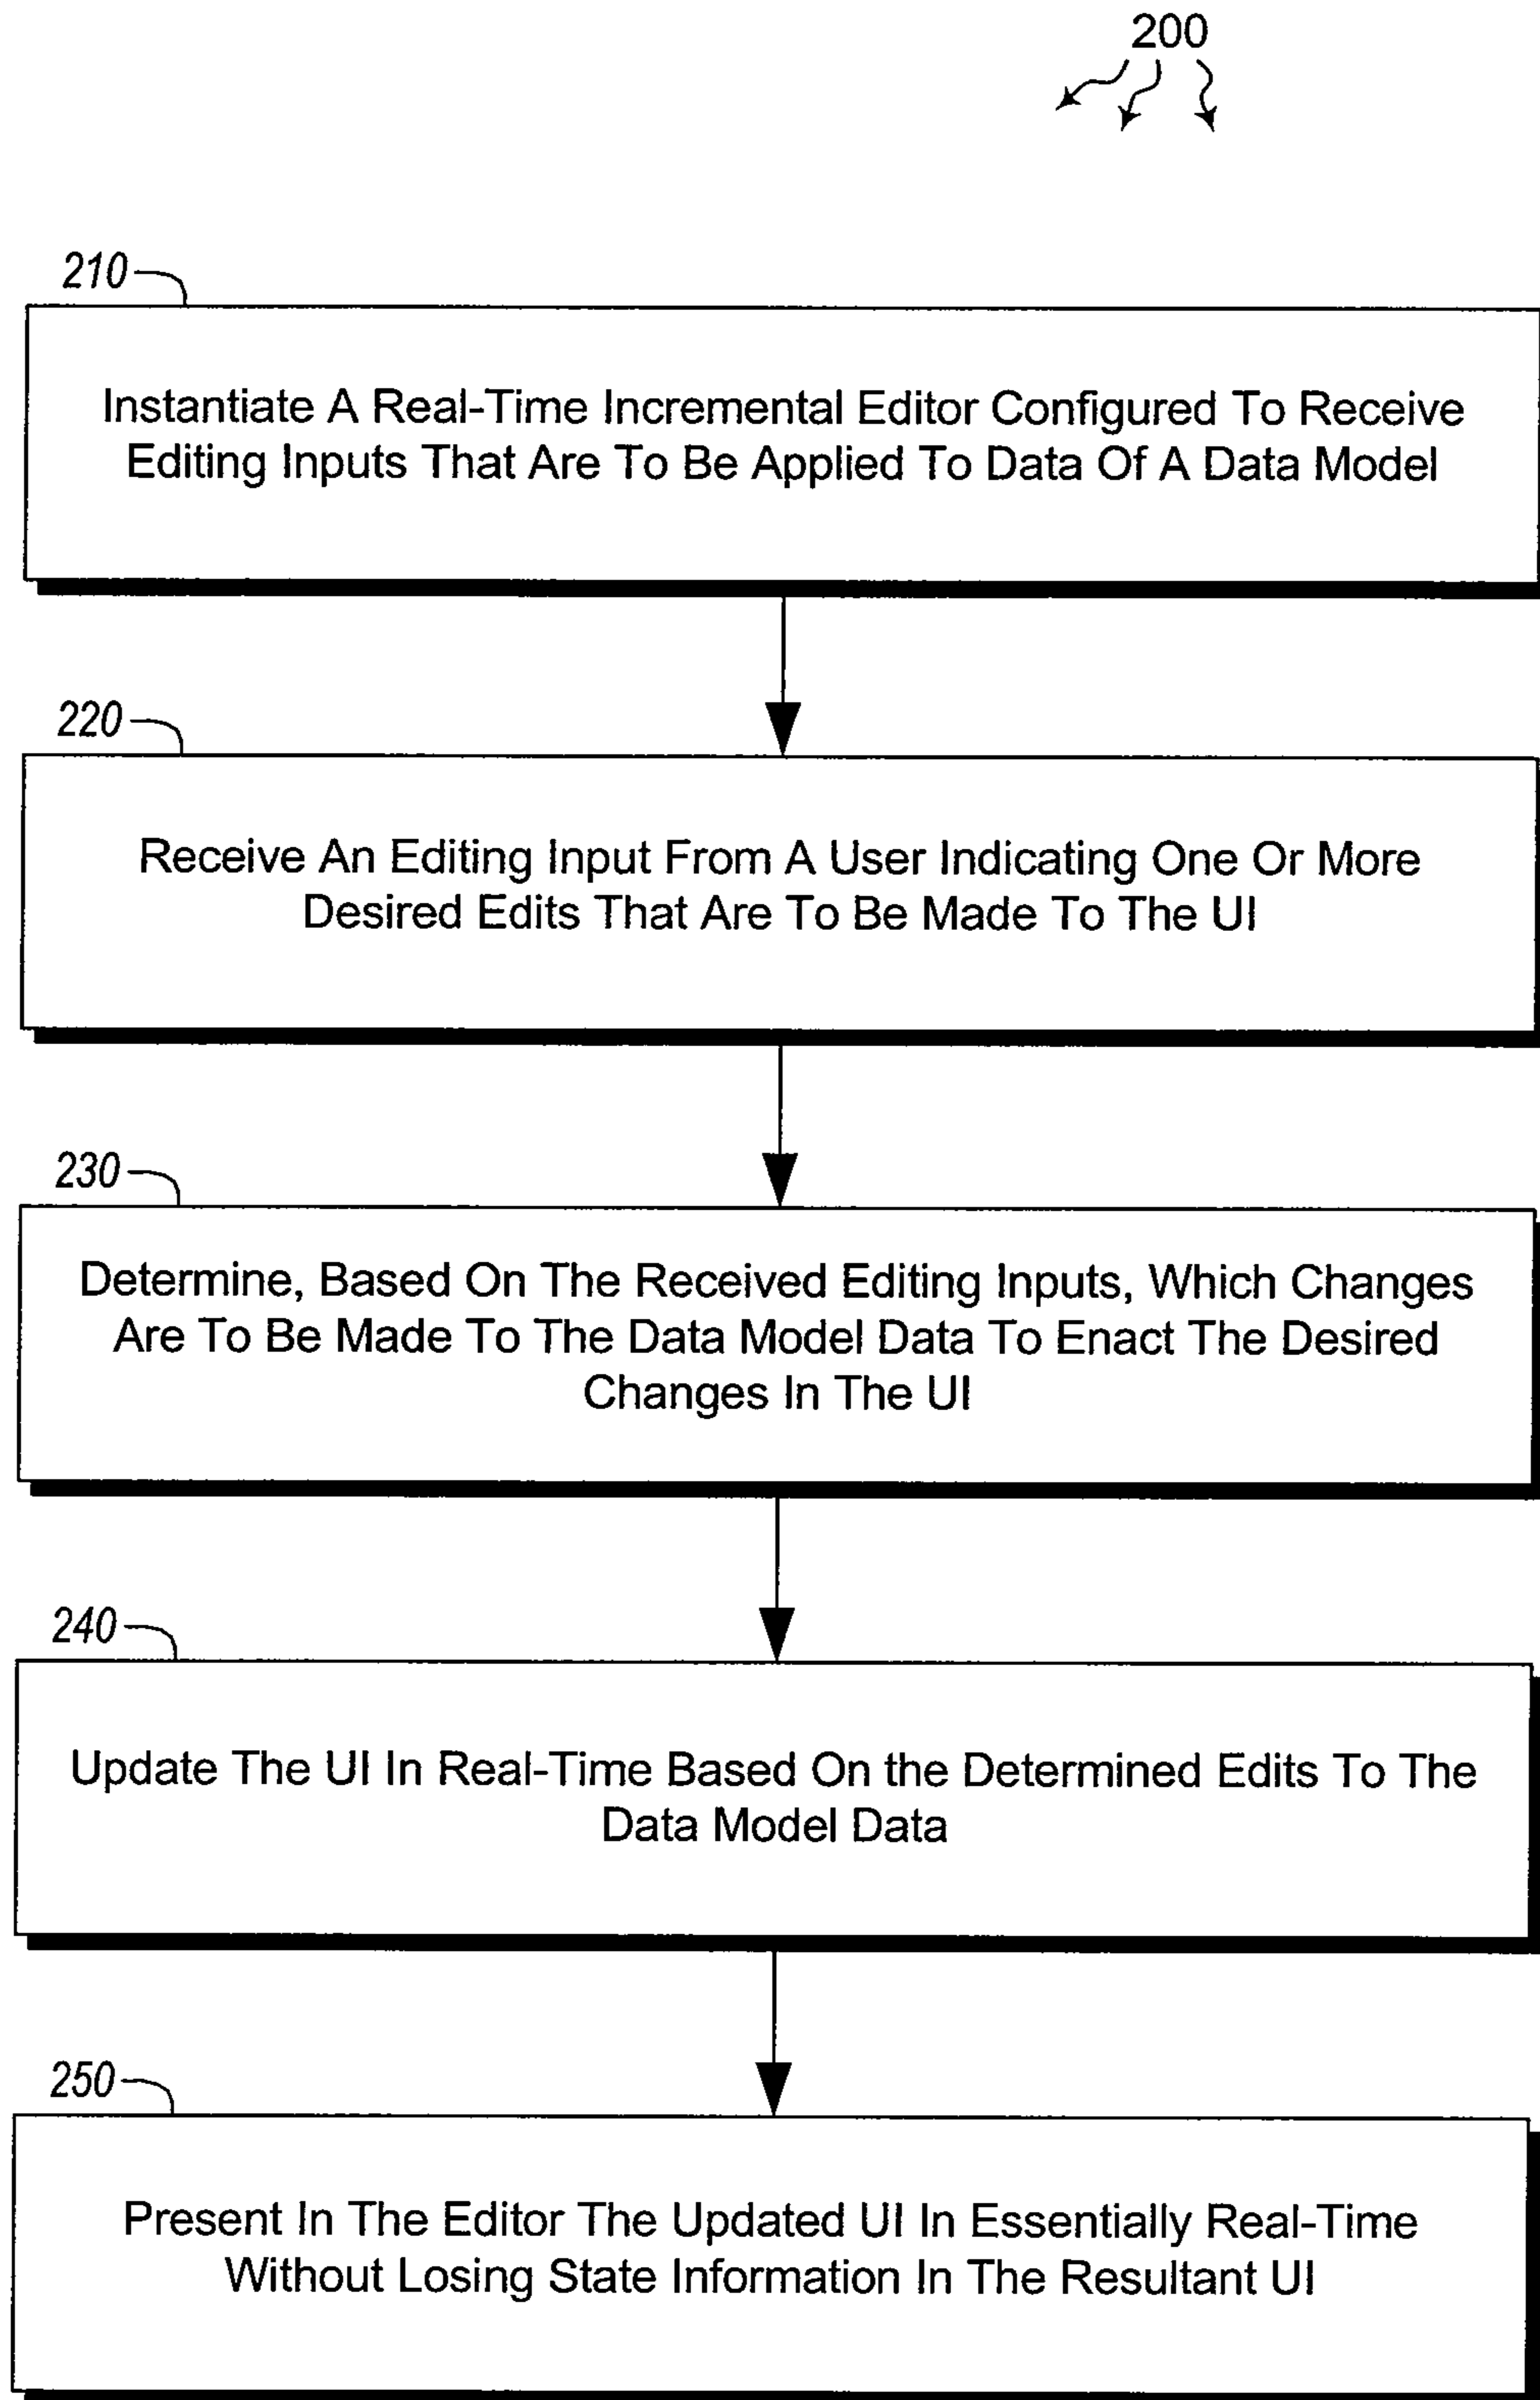 200
210
Instantiate A Real-Time Incremental Editor Configured To Receive
Editing Inputs That Are To Be Applied To Data Of A Data Model
220
Receive An Editing Input From A User Indicating One Or More
Desired Edits That Are To Be Made To The UI
230
Determine, Based On The Received Editing Inputs, Which Changes
Are To Be Made To The Data Model Data To Enact The Desired
Changes In The UI
240
Update The UI In Real-Time Based On the Determined Edits To The
Data Model Data
250
Present In The Editor The Updated UI In Essentially Real-Time
Without Losing State Information In The Resultant UI